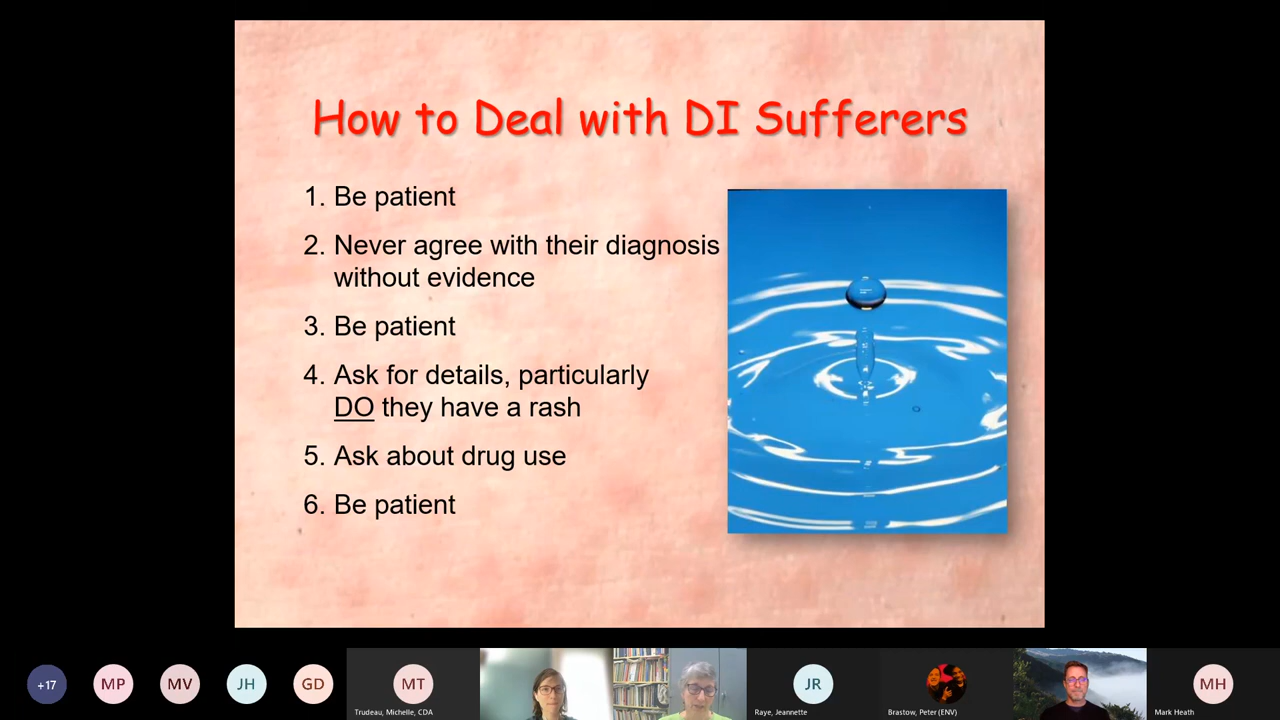 How to Deal with DI Sufferers
1. Be patient
2. Never agree with their diagnosis
without evidence
3. Be patient
4. Ask for details, particularly
DO they have a rash
5. Ask about drug use
6. Be patient
+17
MP
MV
JH
GD
MT
Trudeau, Michelle, CDA
JR
Raye, Jeannette
Brastow, Peter (ENV)
MH
Mark Heath